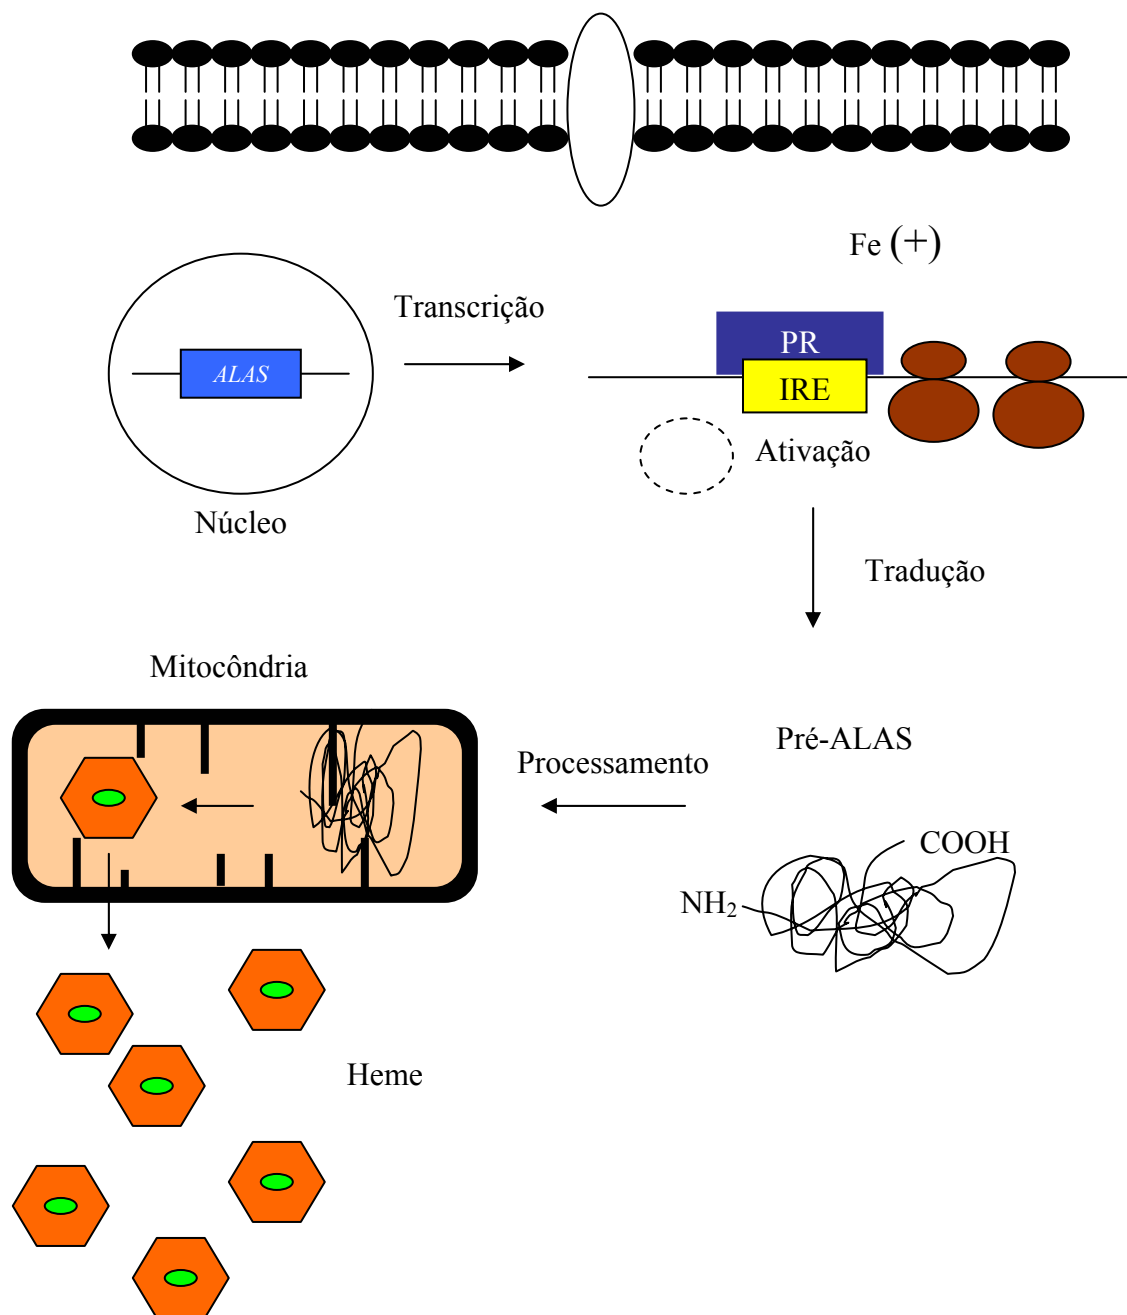 Fe (+)
Transcrição
PR
ALAS
IRE
Ativação
Núcleo
Tradução
Mitocôndria
Pré-ALAS
Processamento
COOH
NH₂
Heme